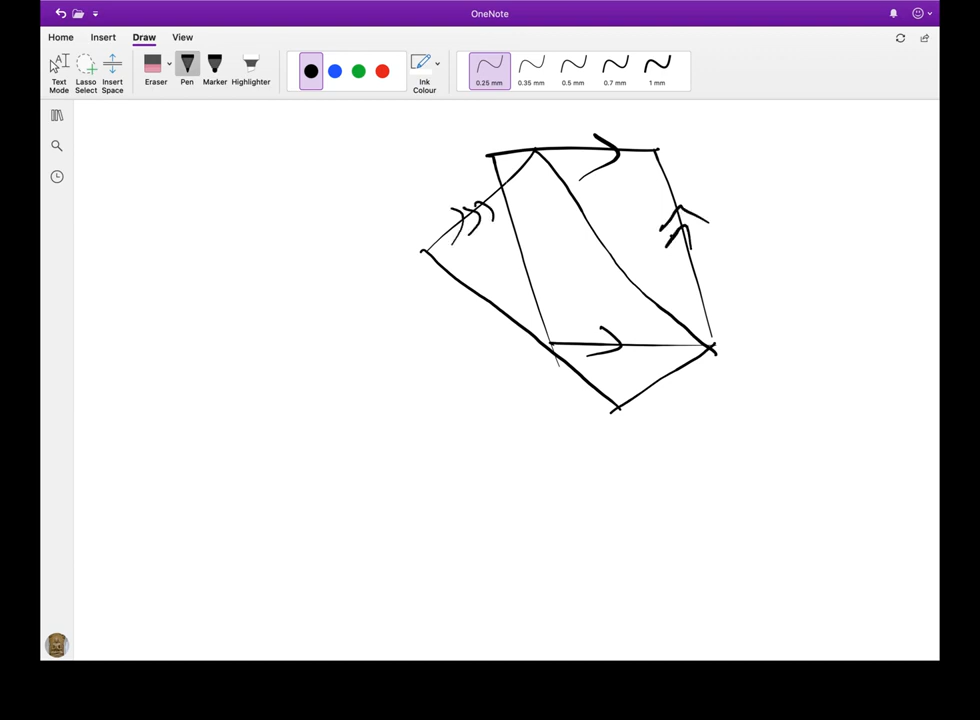 OneNote
Home Insert Draw View
Text Mode
Lasso Select
Insert Space
Eraser
Pen
Marker
Highlighter
Ink Colour
0.25 mm
0.35 mm
0.5 mm
0.7 mm
1 mm